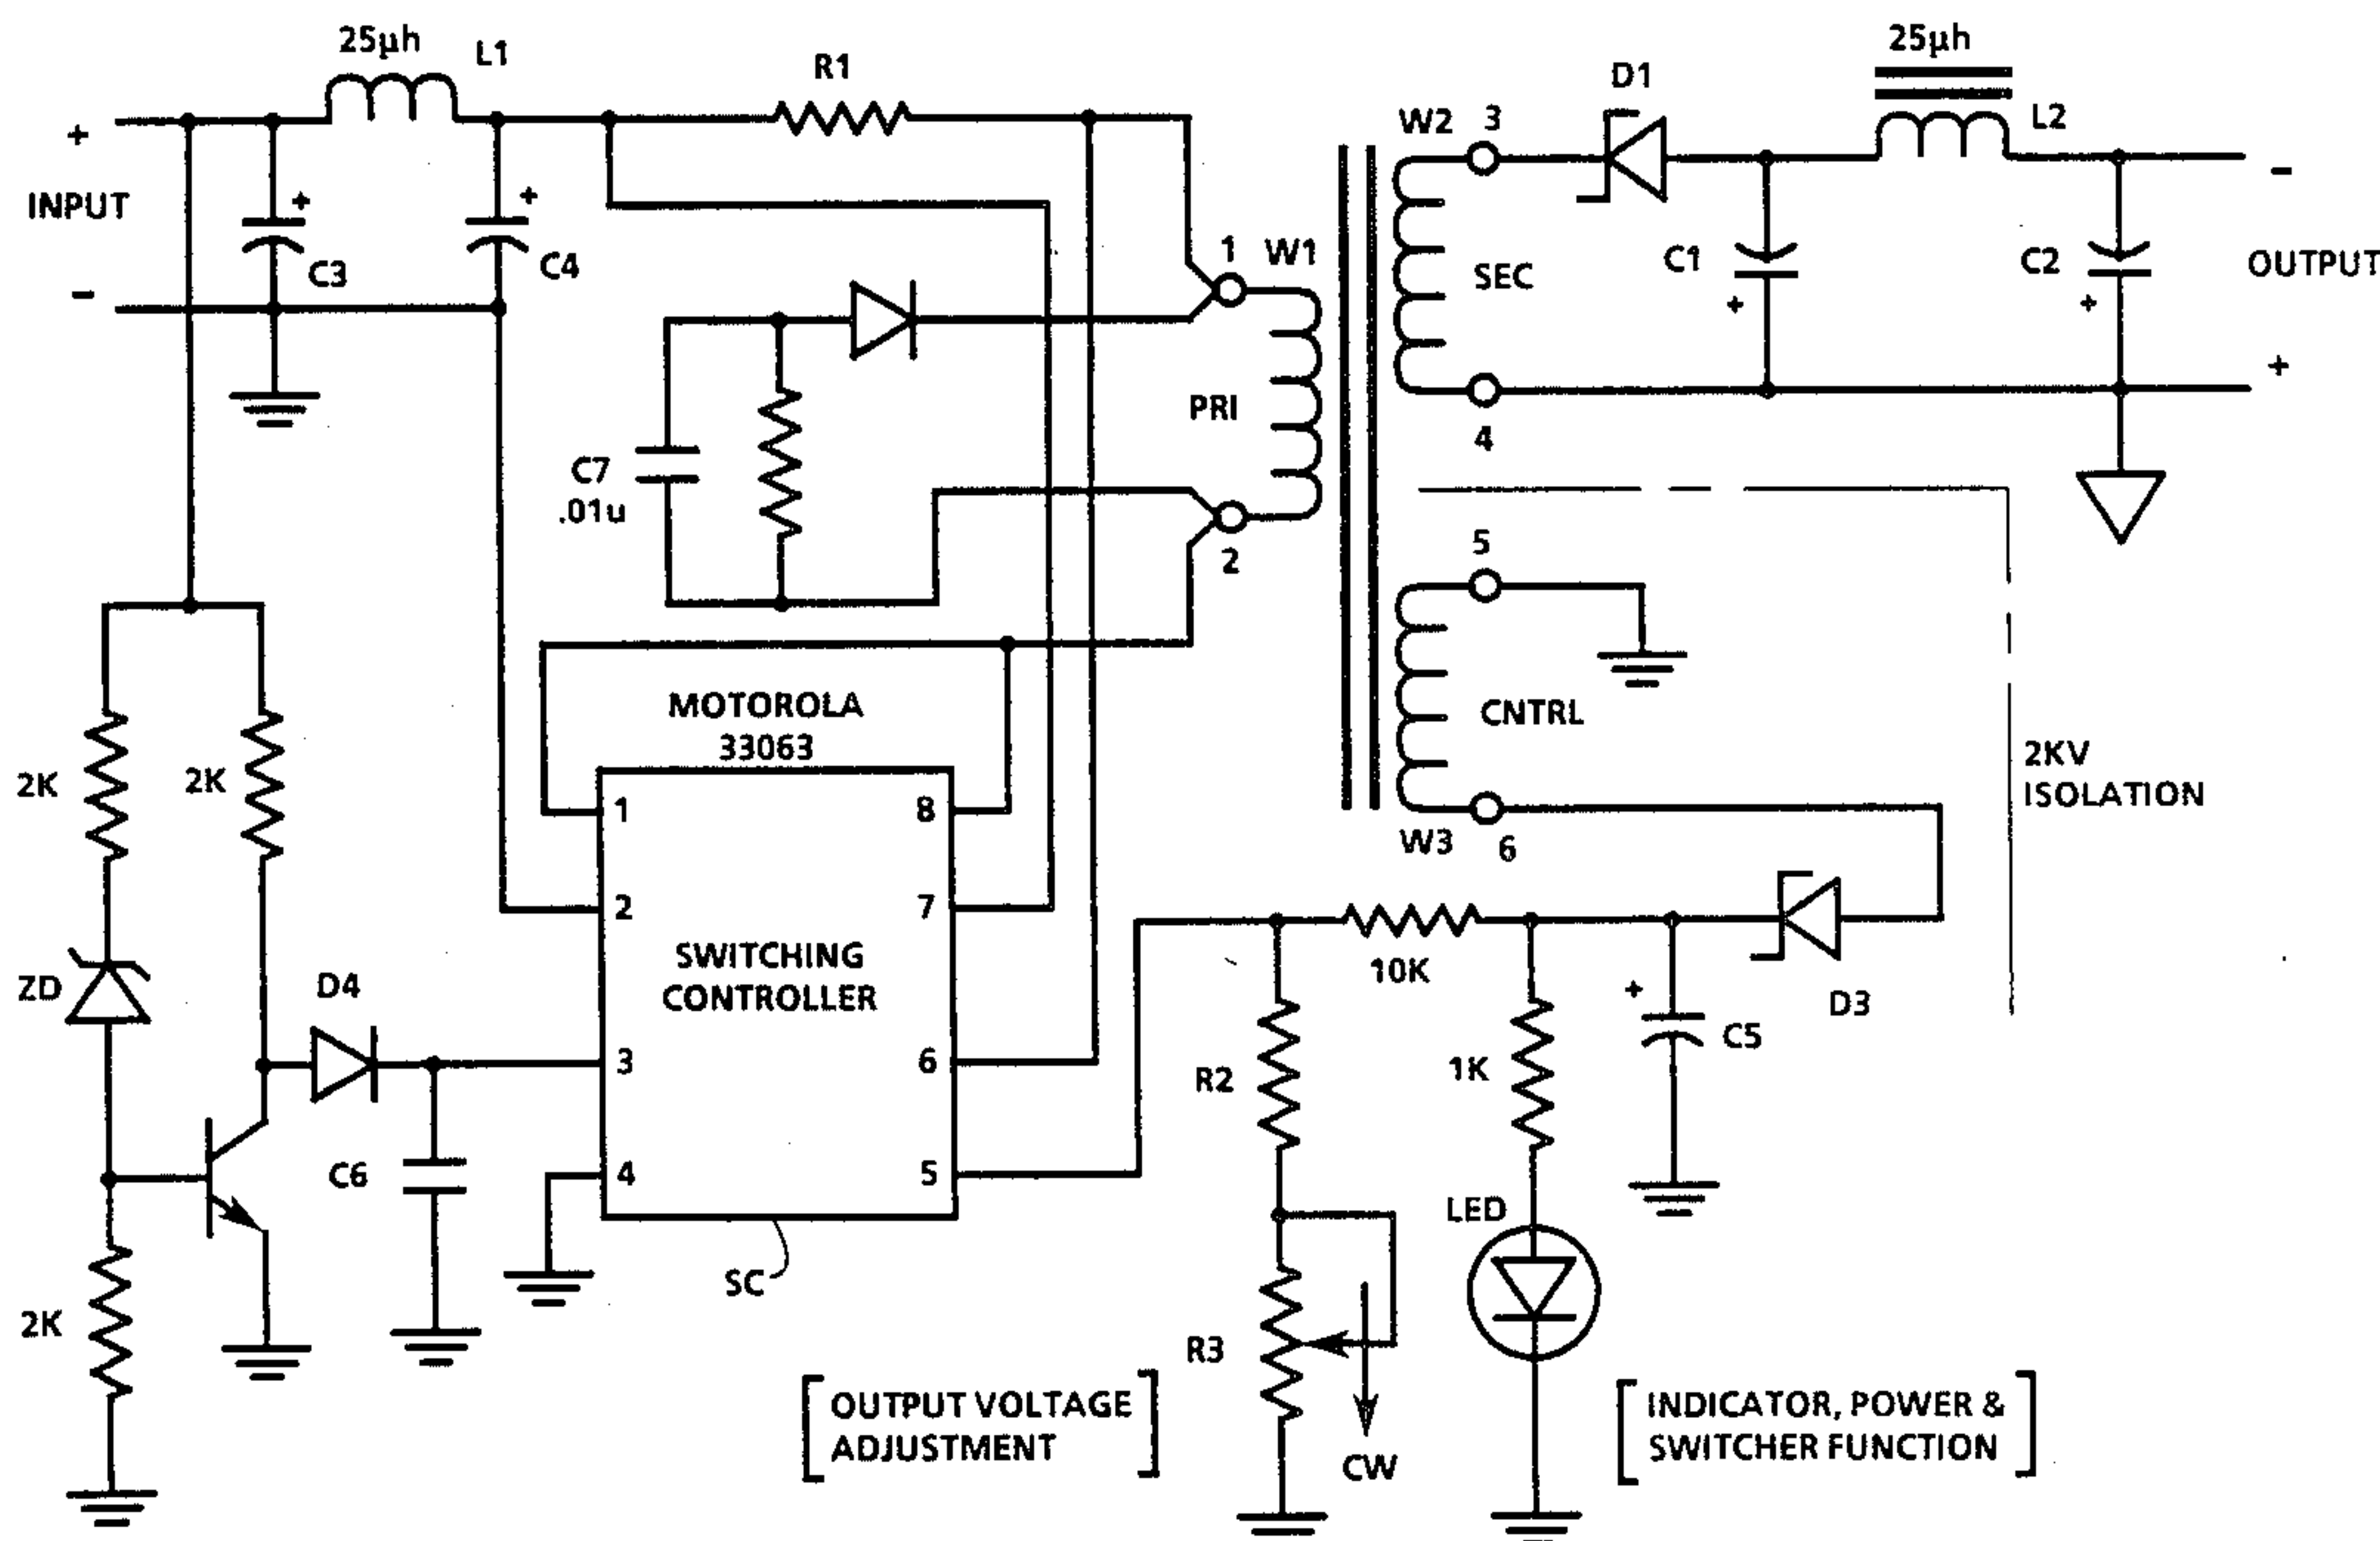 25μh
L1
R1
D1
25μh
L2
+
INPUT
-
+
C3
+
C4
1
W1
W2
3
SEC
C1
+
C2
+
-
OUTPUT
+
4
PRI
C7
.01u
2
5
CNTRL
W3
6
2KV
ISOLATION
MOTOROLA
33063
1
2
3
4
8
7
6
5
SWITCHING
CONTROLLER
SC
2K
2K
ZD
D4
C6
2K
10K
D3
+
C5
R2
1K
LED
R3
CW
[OUTPUT VOLTAGE
ADJUSTMENT]
[INDICATOR, POWER &
SWITCHER FUNCTION]